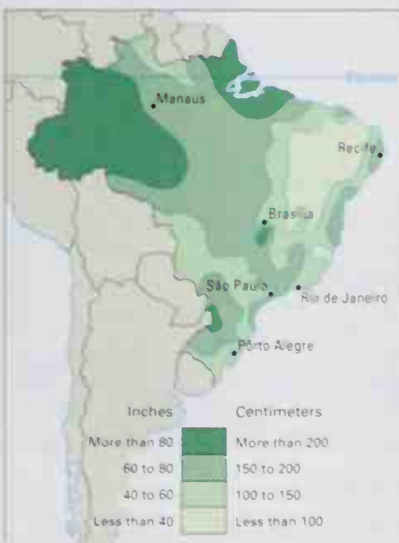 Manaus
Recife
Brasília
São Paulo
Rio de Janeiro
Pôrto Alegre
Inches Centimeters
More than 80 More than 200
60 to 80 150 to 200
40 to 60 100 to 150
Less than 40 Less than 100